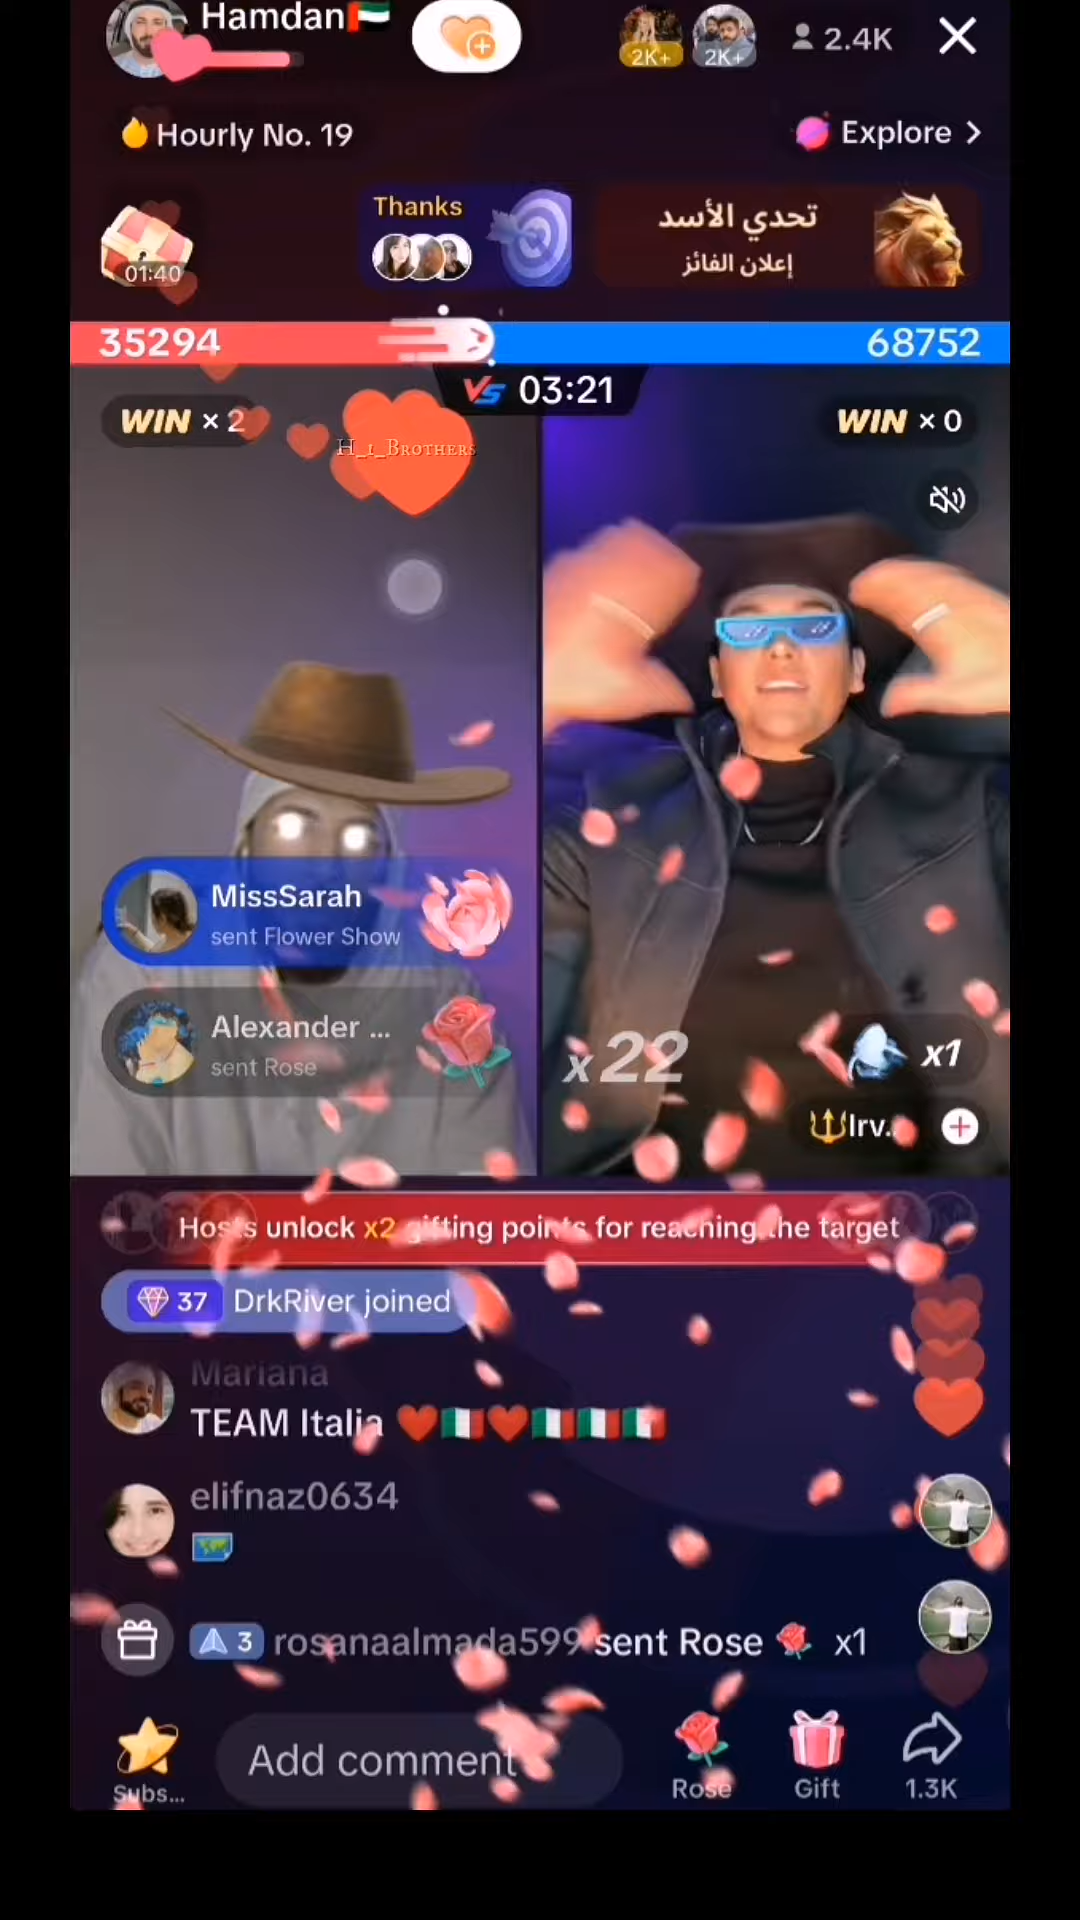 Hamdan🇦🇪
2K+
2K+
2.4K
Hourly No. 19
Explore >
01:40
Thanks
تحدي الأسد
إعلان الفائز
35294
68752
VS 03:21
WIN × 2
WIN × 0
H_1_Brothers
MissSarah
sent Flower Show
Alexander ...
sent Rose
x22
x1
🔱Irv..
Hosts unlock x2 gifting points for reaching the target
37 DrkRiver joined
Mariana
TEAM Italia ❤️🇮🇹❤️🇮🇹🇮🇹🇮🇹
elifnaz0634
🗺️
3 rosanaalmada599 sent Rose 🌹 x1
Subs...
Add comment
Rose
Gift
1.3K